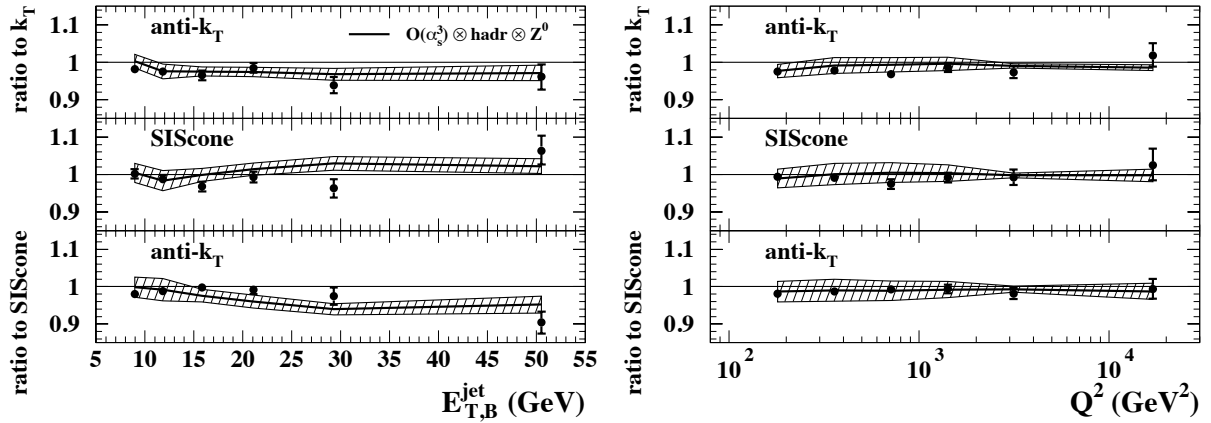 anti-k_T
O(α_s^3) ⊗ hadr ⊗ Z^0
ratio to k_T
1.1
1
0.9
SIScone
1.1
1
0.9
anti-k_T
ratio to SIScone
1.1
1
0.9
5 10 15 20 25 30 35 40 45 50 55
E_{T,B}^{jet} (GeV)
anti-k_T
ratio to k_T
1.1
1
0.9
SIScone
1.1
1
0.9
anti-k_T
ratio to SIScone
1.1
1
0.9
10^2 10^3 10^4
Q^2 (GeV^2)